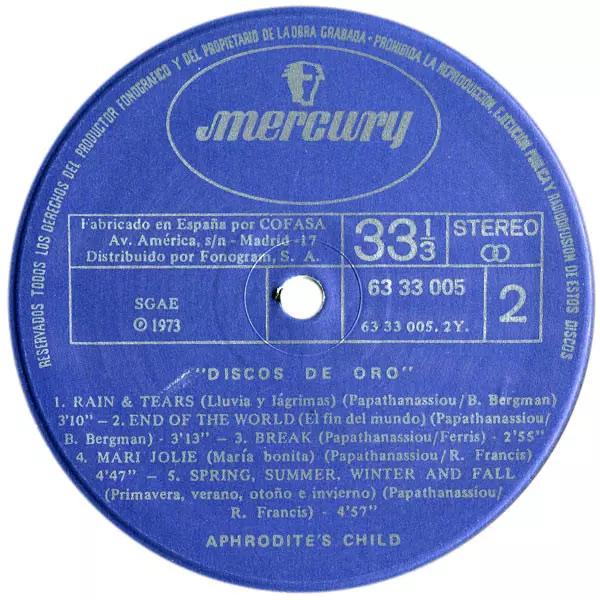 RESERVADOS TODOS LOS DERECHOS DEL PRODUCTOR FONOGRAFICO Y DEL PROPIETARIO DE LA OBRA GRABADA • PROHIBIDA LA REPRODUCCION, EJECUCION PUBLICA Y RADIODIFUSION DE ESTOS DISCOS
mercury
Fabricado en España por COFASA
Av. América, s/n - Madrid -17
Distribuido por Fonogram, S. A.
33 1/3
STEREO
SGAE
℗ 1973
63 33 005
63 33 005. 2Y.
2
"DISCOS DE ORO"
1. RAIN & TEARS (Lluvia y lágrimas) (Papathanassiou/B. Bergman)
3'10" – 2. END OF THE WORLD (El fin del mundo) (Papathanassiou/
B. Bergman) - 3'13" – 3. BREAK (Papathanassiou/Ferris) - 2'55"
4. MARI JOLIE (María bonita) (Papathanassiou/R. Francis)
4'47" – 5. SPRING, SUMMER, WINTER AND FALL
(Primavera, verano, otoño e invierno) (Papathanassiou/
R. Francis) - 4'57"
APHRODITE'S CHILD